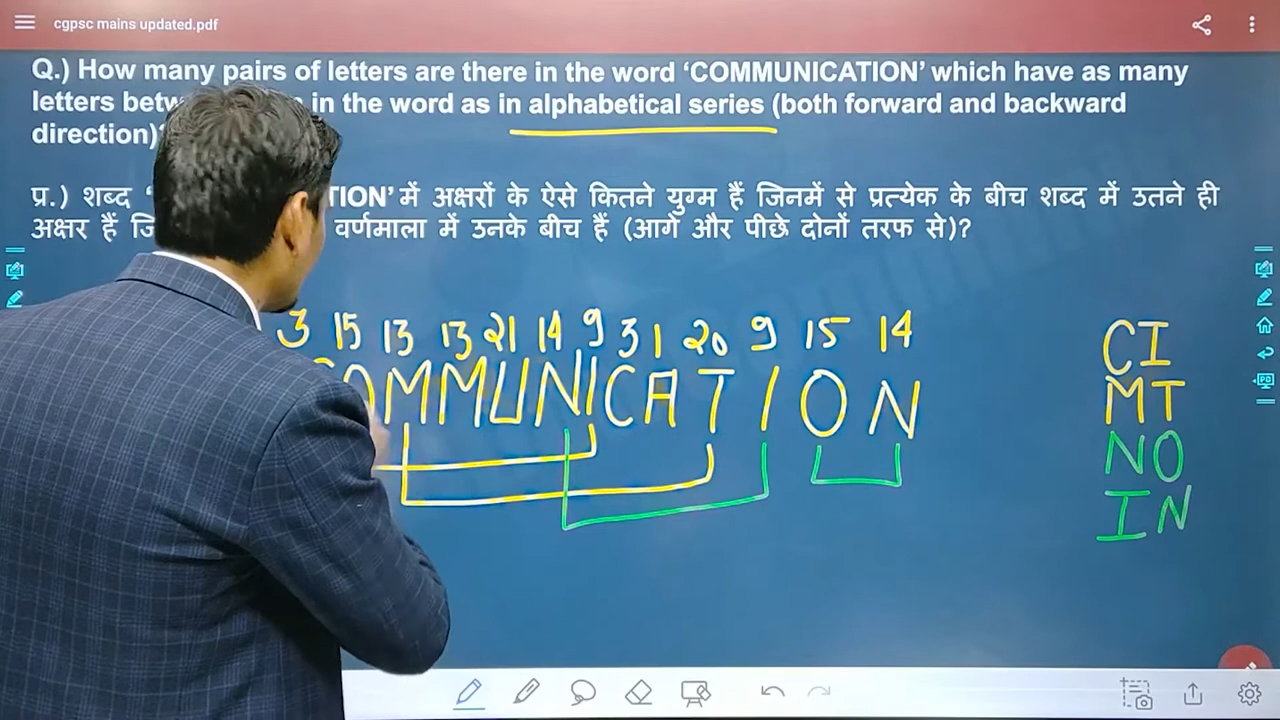 cgpsc mains updated.pdf
Q.) How many pairs of letters are there in the word ‘COMMUNICATION’ which have as many
letters in the word as in alphabetical series (both forward and backward
direction)
प्र.) शब्द ‘ TION’ में अक्षरों के ऐसे कितने युग्म हैं जिनमें से प्रत्येक के बीच शब्द में उतने ही
अक्षर हैं वर्णमाला में उनके बीच हैं (आगे और पीछे दोनों तरफ से)?
3 15 13 13 21 14 9 3 1 20 9 15 14
COMMUNICATION
CI
MT
NO
IN